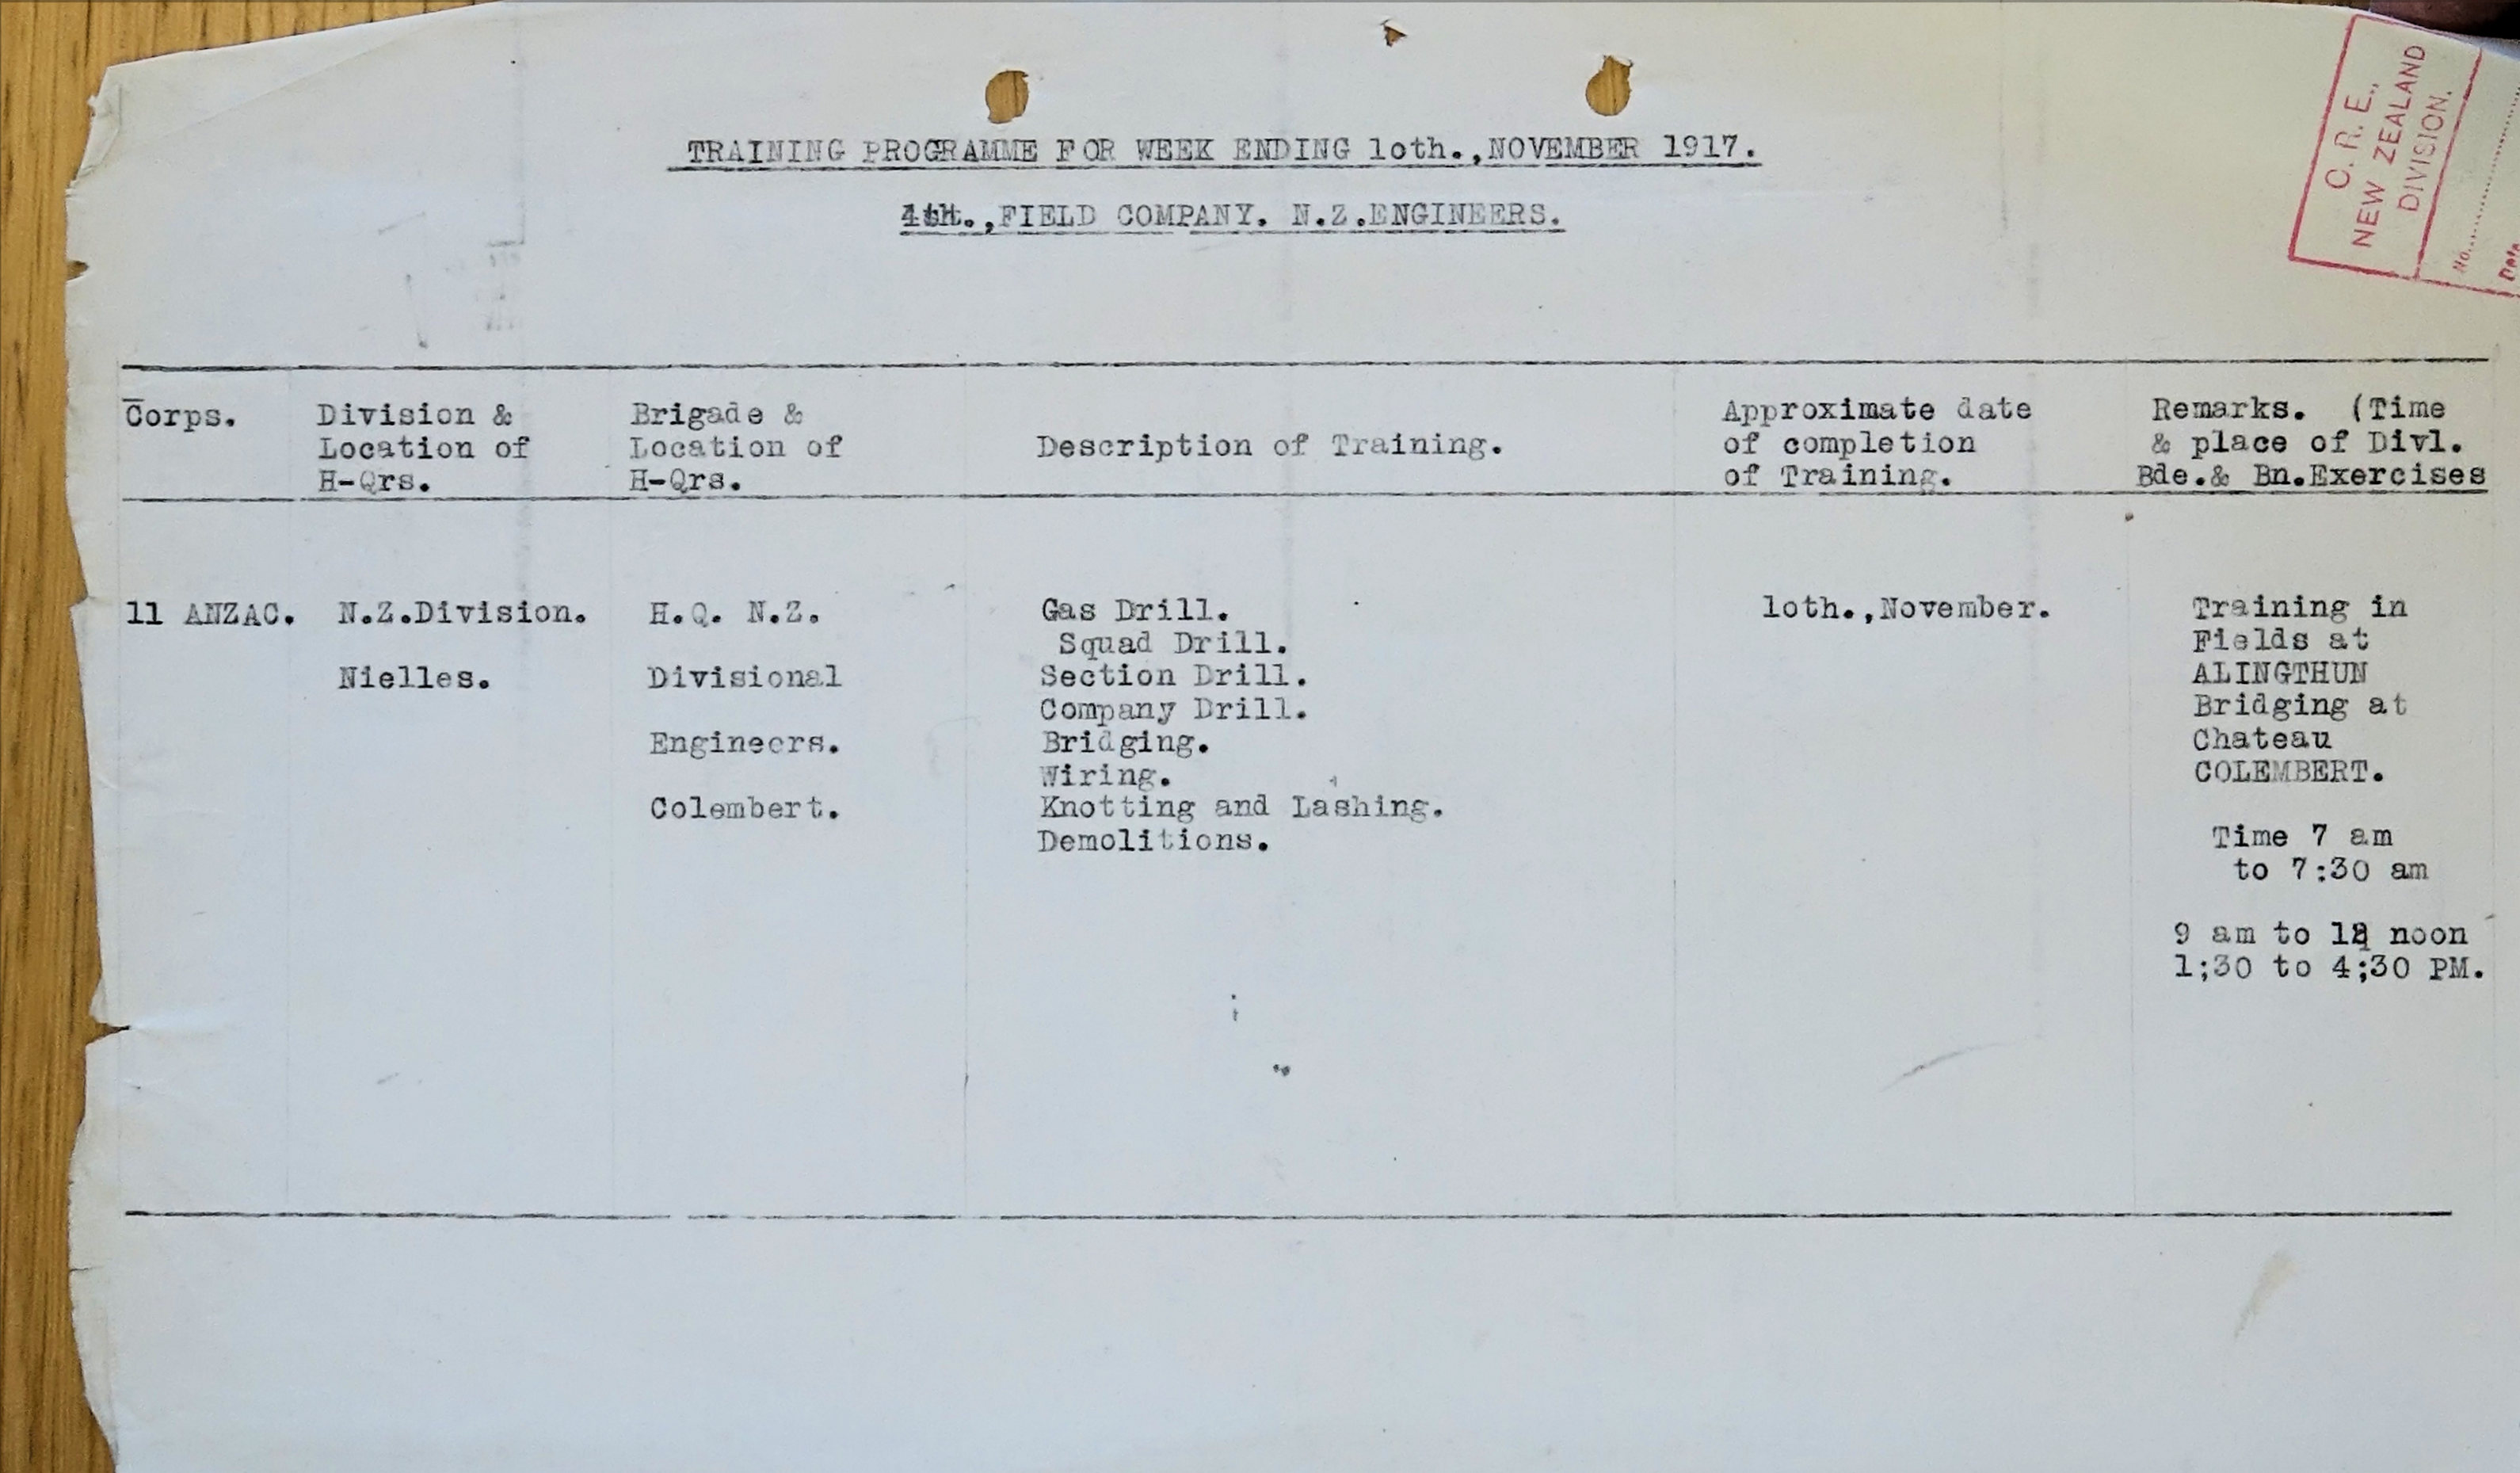 TRAINING PROGRAMME FOR WEEK ENDING 1oth.,NOVEMBER 1917.
4th.,FIELD COMPANY. N.Z.ENGINEERS.
C. R. E.,
NEW ZEALAND
DIVISION.
No.
Date
Corps.
Division &
Location of
H-Qrs.
Brigade &
Location of
H-Qrs.
Description of Training.
Approximate date
of completion
of Training.
Remarks. (Time
& place of Divl.
Bde.& Bn.Exercises
11 ANZAC.
N.Z.Division.
Nielles.
H.Q. N.Z.
Divisional
Engineers.
Colembert.
Gas Drill.
Squad Drill.
Section Drill.
Company Drill.
Bridging.
Wiring.
Knotting and Lashing.
Demolitions.
1oth.,November.
Training in
Fields at
ALINGTHUN
Bridging at
Chateau
COLEMBERT.
Time 7 am
to 7:30 am
9 am to 12 noon
1;30 to 4;30 PM.